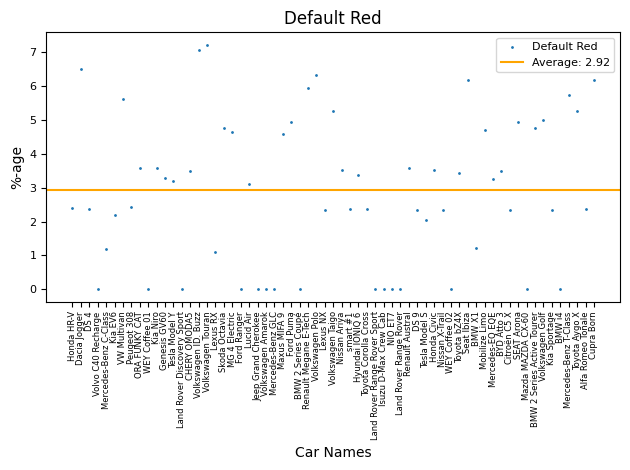 Default Red
%-age
7
6
5
4
3
2
1
0
Default Red
Average: 2.92
Honda HR-V
Dacia Jogger
DS 4
Volvo C40 Recharge
Mercedes-Benz C-Class
Kia EV6
VW Multivan
Peugeot 308
ORA FUNKY CAT
WEY Coffee 01
Kia Niro
Genesis GV60
Tesla Model Y
Land Rover Discovery Sport
CHERY OMODA5
Volkswagen ID. Buzz
Volkswagen Touran
Lexus RX
Skoda Octavia
MG 4 Electric
Ford Ranger
Lucid Air
Jeep Grand Cherokee
Volkswagen Amarok
Mercedes-Benz GLC
Maxus MIFA 9
Ford Puma
BMW 2 Series Coupé
Renault Megane E-Tech
Volkswagen Polo
Lexus NX
Volkswagen Taigo
Nissan Ariya
smart #1
Hyundai IONIQ 6
Toyota Corolla Cross
Land Rover Range Rover Sport
Isuzu D-Max Crew Cab
NIO ET7
Land Rover Range Rover
Renault Austral
DS 9
Tesla Model S
Honda Civic
Nissan X-Trail
WEY Coffee 02
Toyota bZ4X
Seat Ibiza
BMW X1
Mobilize Limo
Mercedes-EQ EQE
BYD Atto 3
Citroën C5 X
SEAT Arona
Mazda MAZDA CX-60
BMW 2 Series Active Tourer
Volkswagen Golf
Kia Sportage
BMW i4
Mercedes-Benz T-Class
Toyota Aygo X
Alfa Romeo Tonale
Cupra Born
Car Names